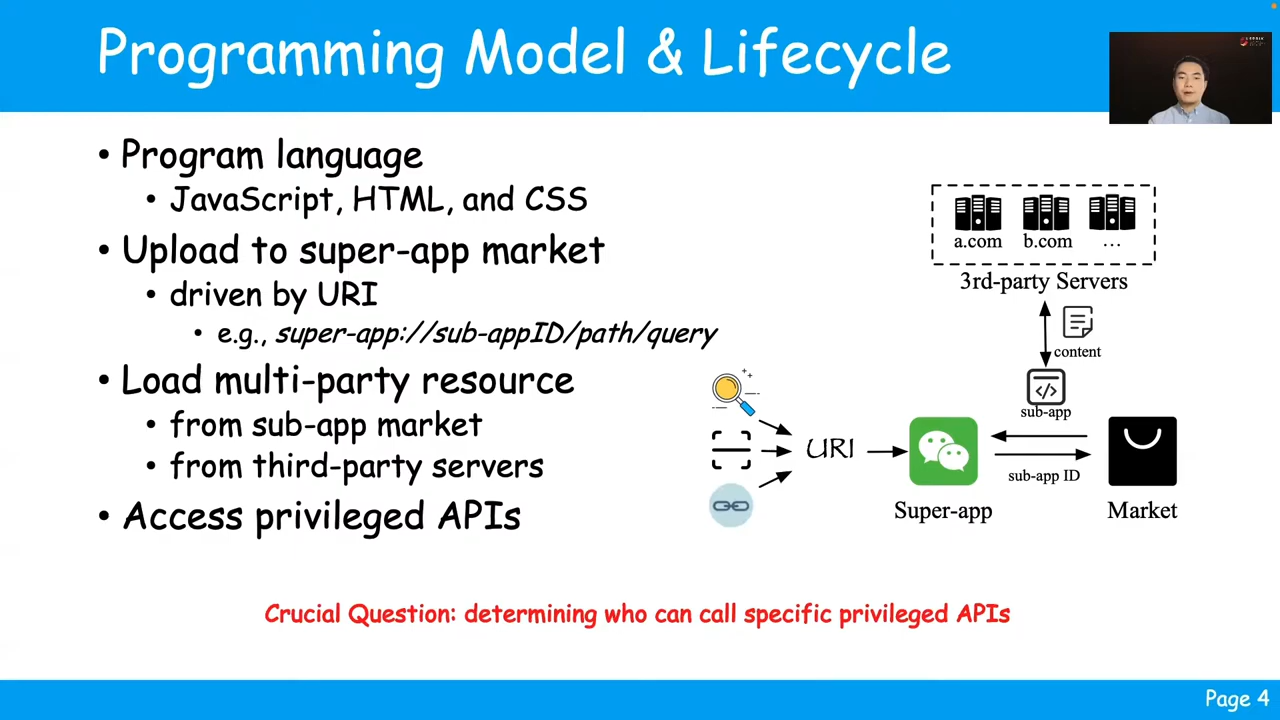 Programming Model & Lifecycle
• Program language
• JavaScript, HTML, and CSS
• Upload to super-app market
• driven by URI
• e.g., super-app://sub-appID/path/query
• Load multi-party resource
• from sub-app market
• from third-party servers
• Access privileged APIs
a.com b.com ...
3rd-party Servers
content
</>
sub-app
URI
sub-app ID
Super-app
Market
Crucial Question: determining who can call specific privileged APIs
Page 4